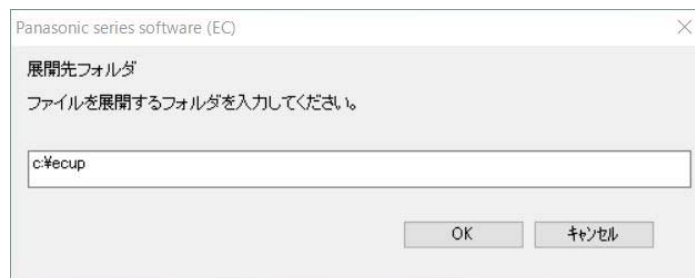 Panasonic series software (EC)
展開先フォルダ
ファイルを展開するフォルダを入力してください。
c:¥ecup
OK
キャンセル